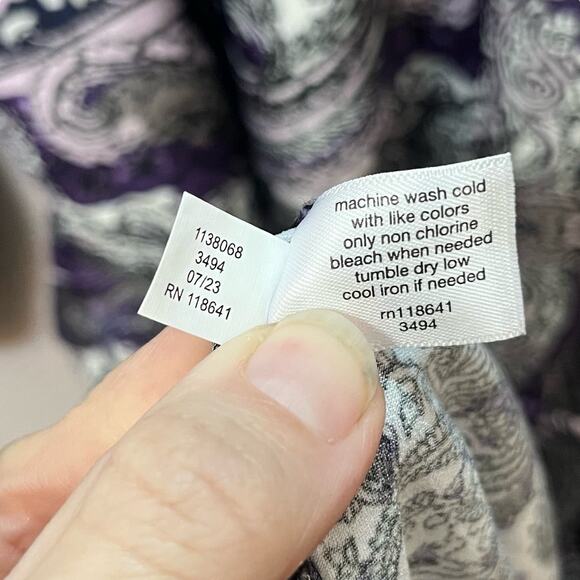 1138068
3494
07/23
RN 118641
machine wash cold
with like colors
only non chlorine
bleach when needed
tumble dry low
cool iron if needed
rn118641
3494